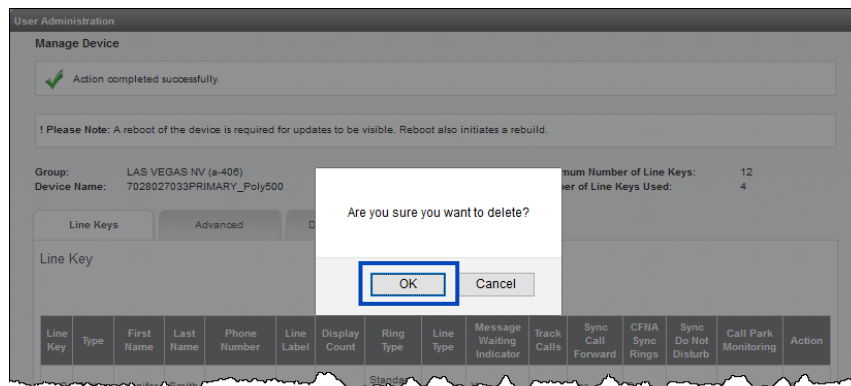 User Administration
Manage Device
Action completed successfully.
! Please Note: A reboot of the device is required for updates to be visible. Reboot also initiates a rebuild.
Group: LAS VEGAS NV (a-406) mum Number of Line Keys: 12
Device Name: 7028027033PRIMARY_Poly500 er of Line Keys Used: 4
Are you sure you want to delete?
OK Cancel
Line Keys Advanced D
Line Key
Line Key Type First Name Last Name Phone Number Line Label Display Count Ring Type Line Type Message Waiting Indicator Track Calls Sync Call Forward CFNA Sync Rings Sync Do Not Disturb Call Park Monitoring Action
Smith Standar